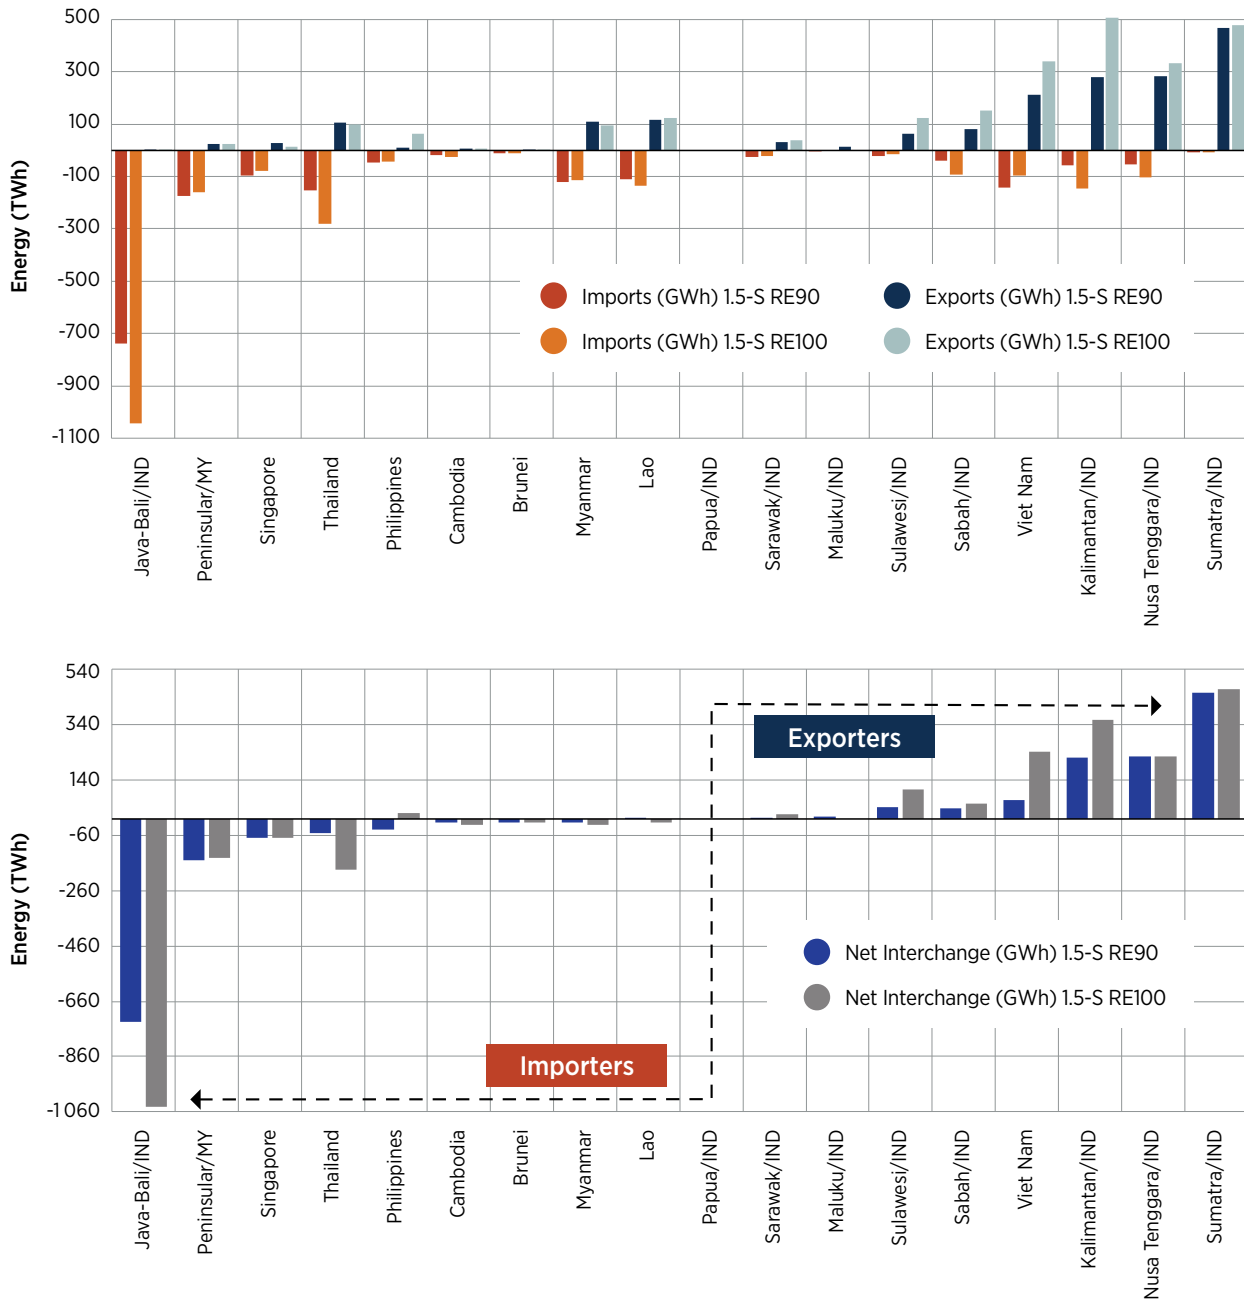 500
300
100
-100
-300
-500
-700
-900
-1100
Energy (TWh)
Imports (GWh) 1.5-S RE90
Exports (GWh) 1.5-S RE90
Imports (GWh) 1.5-S RE100
Exports (GWh) 1.5-S RE100
Java-Bali/IND
Peninsular/MY
Singapore
Thailand
Philippines
Cambodia
Brunei
Myanmar
Lao
Papua/IND
Sarawak/IND
Maluku/IND
Sulawesi/IND
Sabah/IND
Viet Nam
Kalimantan/IND
Nusa Tenggara/IND
Sumatra/IND
540
340
140
-60
-260
-460
-660
-860
-1 060
Energy (TWh)
Exporters
Net Interchange (GWh) 1.5-S RE90
Net Interchange (GWh) 1.5-S RE100
Importers
Java-Bali/IND
Peninsular/MY
Singapore
Thailand
Philippines
Cambodia
Brunei
Myanmar
Lao
Papua/IND
Sarawak/IND
Maluku/IND
Sulawesi/IND
Sabah/IND
Viet Nam
Kalimantan/IND
Nusa Tenggara/IND
Sumatra/IND